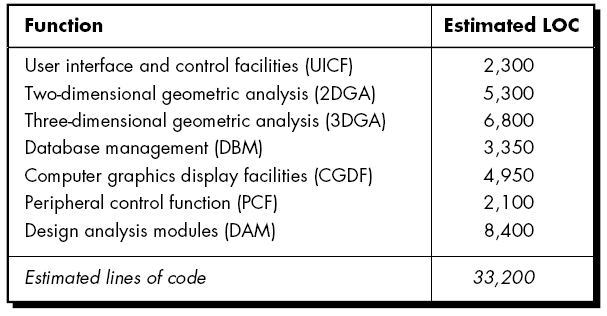 Function Estimated LOC
User interface and control facilities (UICF) 2,300
Two-dimensional geometric analysis (2DGA) 5,300
Three-dimensional geometric analysis (3DGA) 6,800
Database management (DBM) 3,350
Computer graphics display facilities (CGDF) 4,950
Peripheral control function (PCF) 2,100
Design analysis modules (DAM) 8,400
Estimated lines of code 33,200